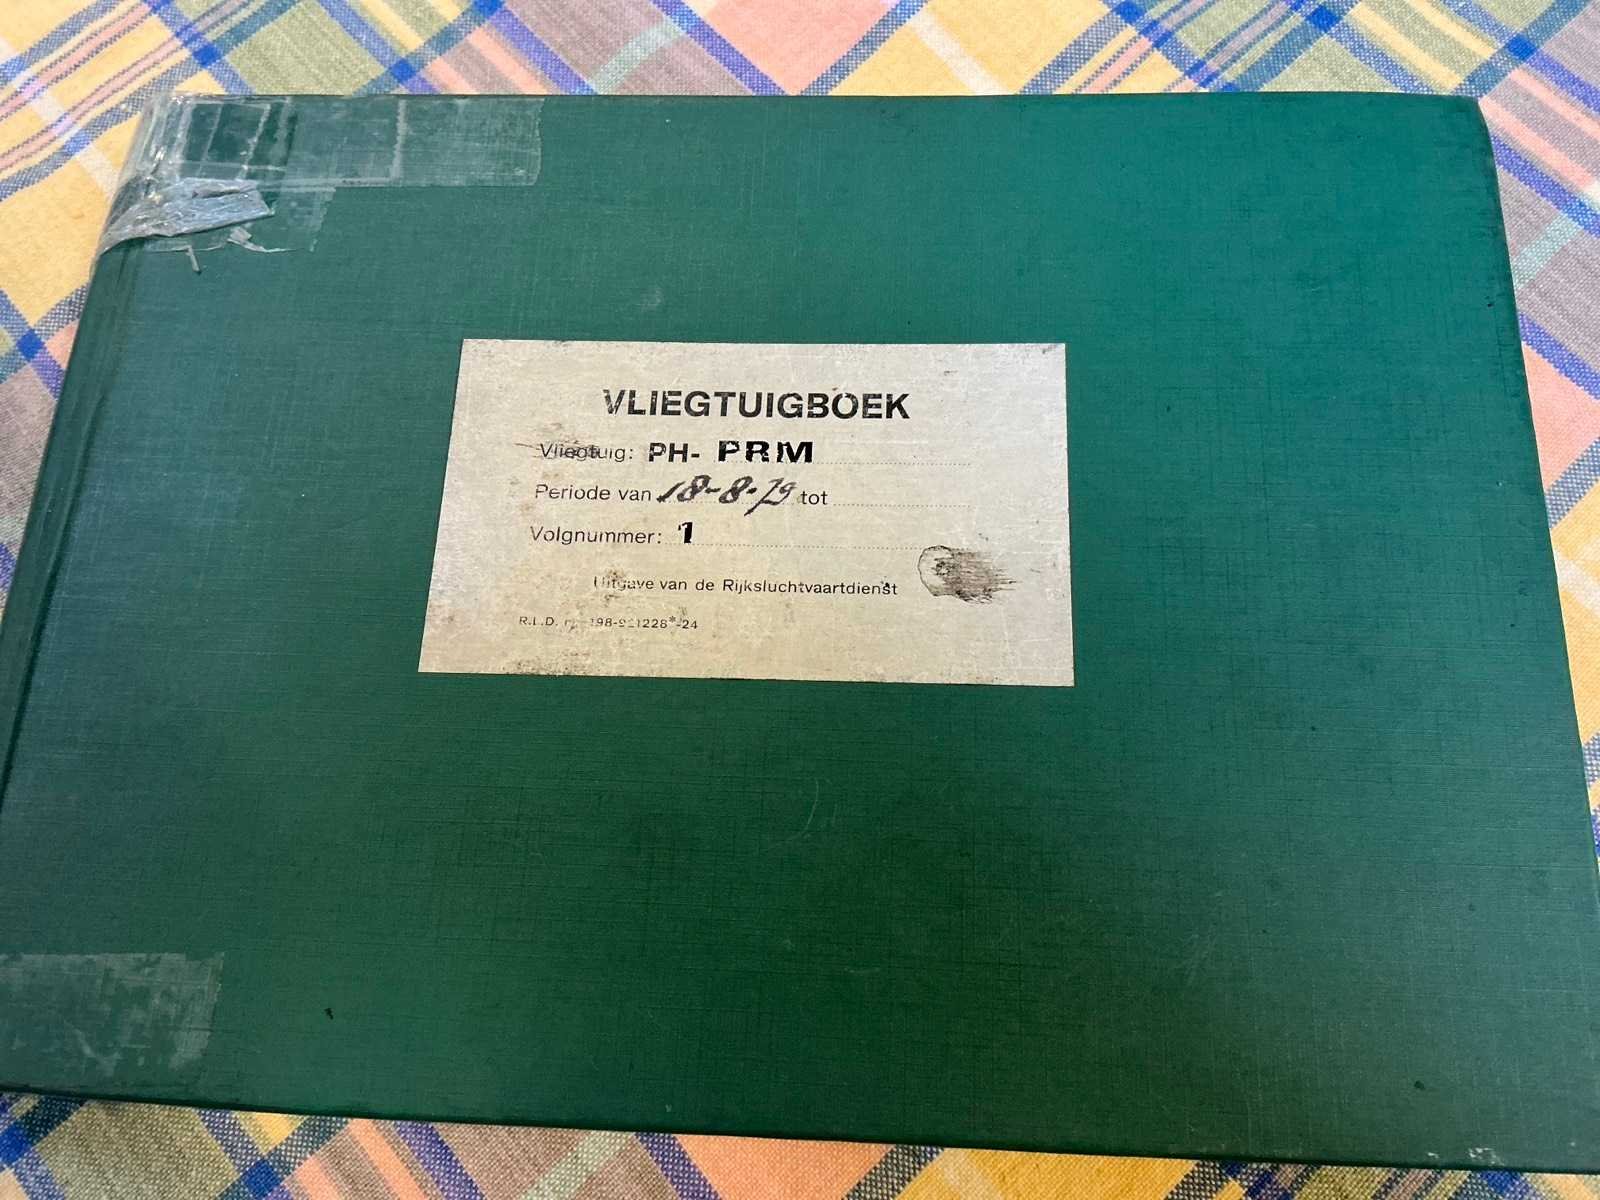 VLIEGTUIGBOEK
Vliegtuig: PH- PRM
Periode van 18-8-79 tot
Volgnummer: 1
Uitgave van de Rijksluchtvaartdienst
R.L.D.